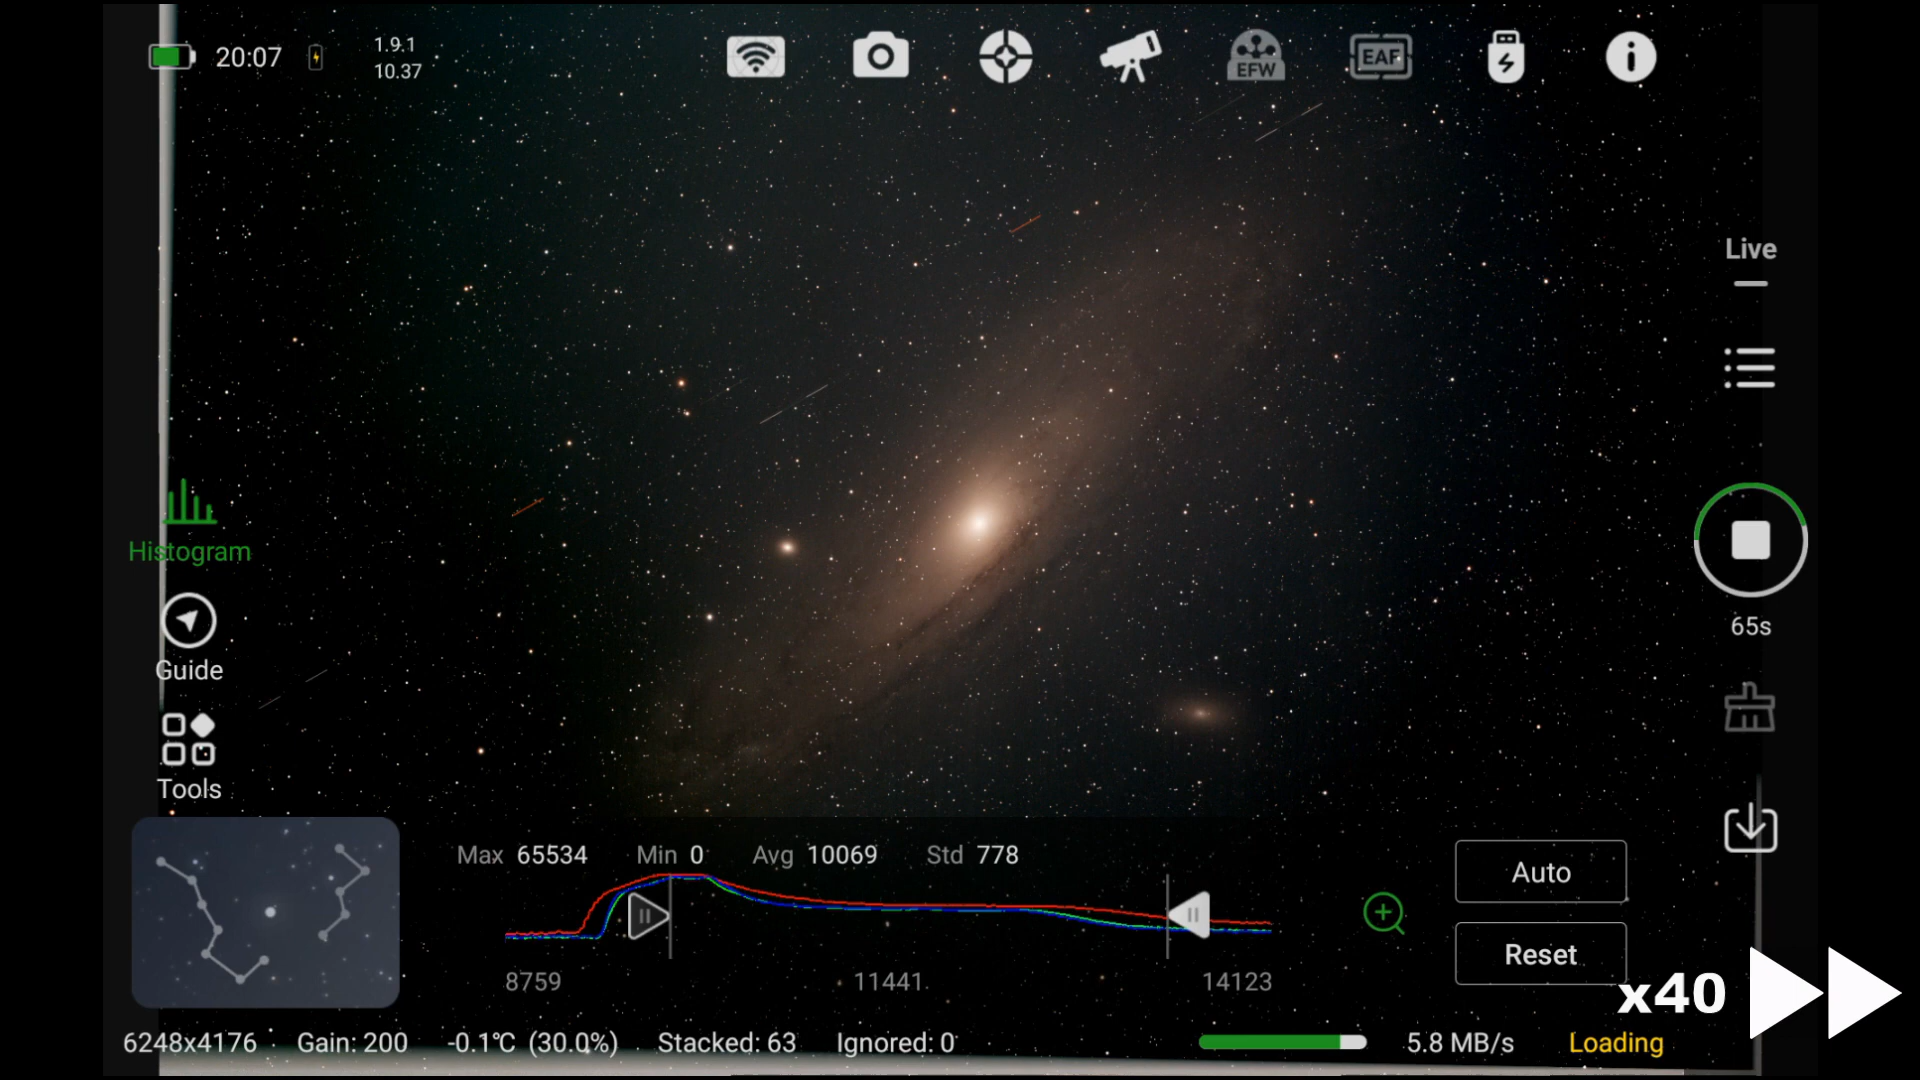 20:07
1.9.1
10.37
EFW
EAF
Live
Histogram
65s
Guide
Tools
Max 65534 Min 0 Avg 10069 Std 778
Auto
8759 11441 14123
Reset
x40
6248x4176 Gain: 200 -0.1℃ (30.0%) Stacked: 63 Ignored: 0 5.8 MB/s Loading